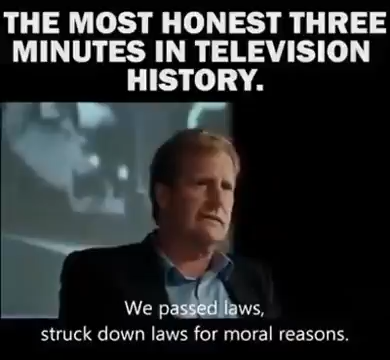 THE MOST HONEST THREE
MINUTES IN TELEVISION
HISTORY.
We passed laws,
struck down laws for moral reasons.